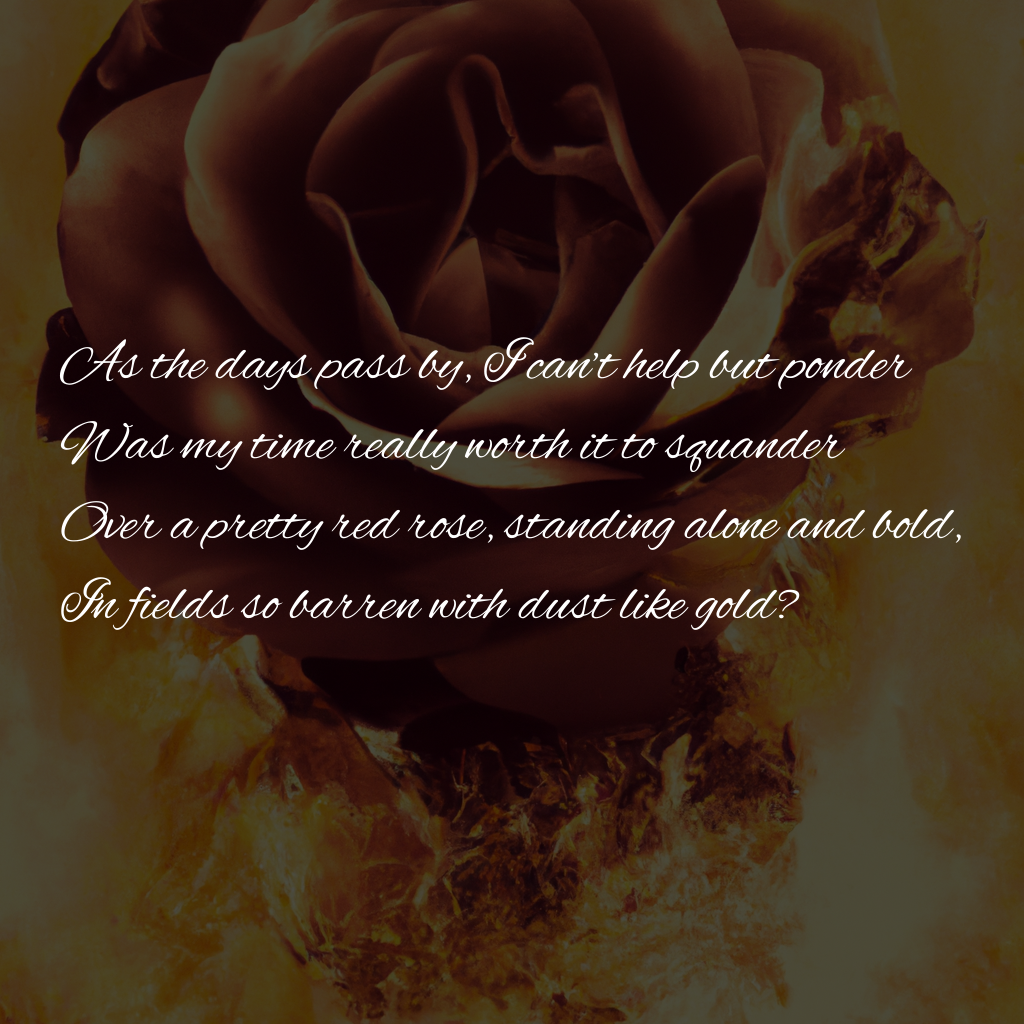 As the days pass by, I can't help but ponder
Was my time really worth it to squander
Over a pretty red rose, standing alone and bold,
In fields so barren with dust like gold?